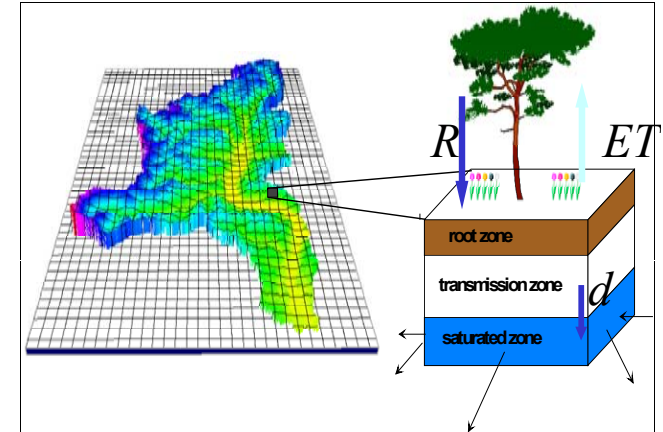 R
ET
root zone
transmission zone
d
saturated zone